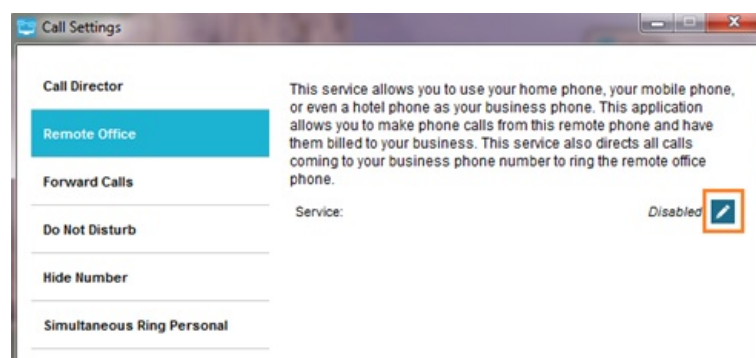 Call Settings
Call Director
Remote Office
Forward Calls
Do Not Disturb
Hide Number
Simultaneous Ring Personal
This service allows you to use your home phone, your mobile phone,
or even a hotel phone as your business phone. This application
allows you to make phone calls from this remote phone and have
them billed to your business. This service also directs all calls
coming to your business phone number to ring the remote office
phone.
Service: Disabled